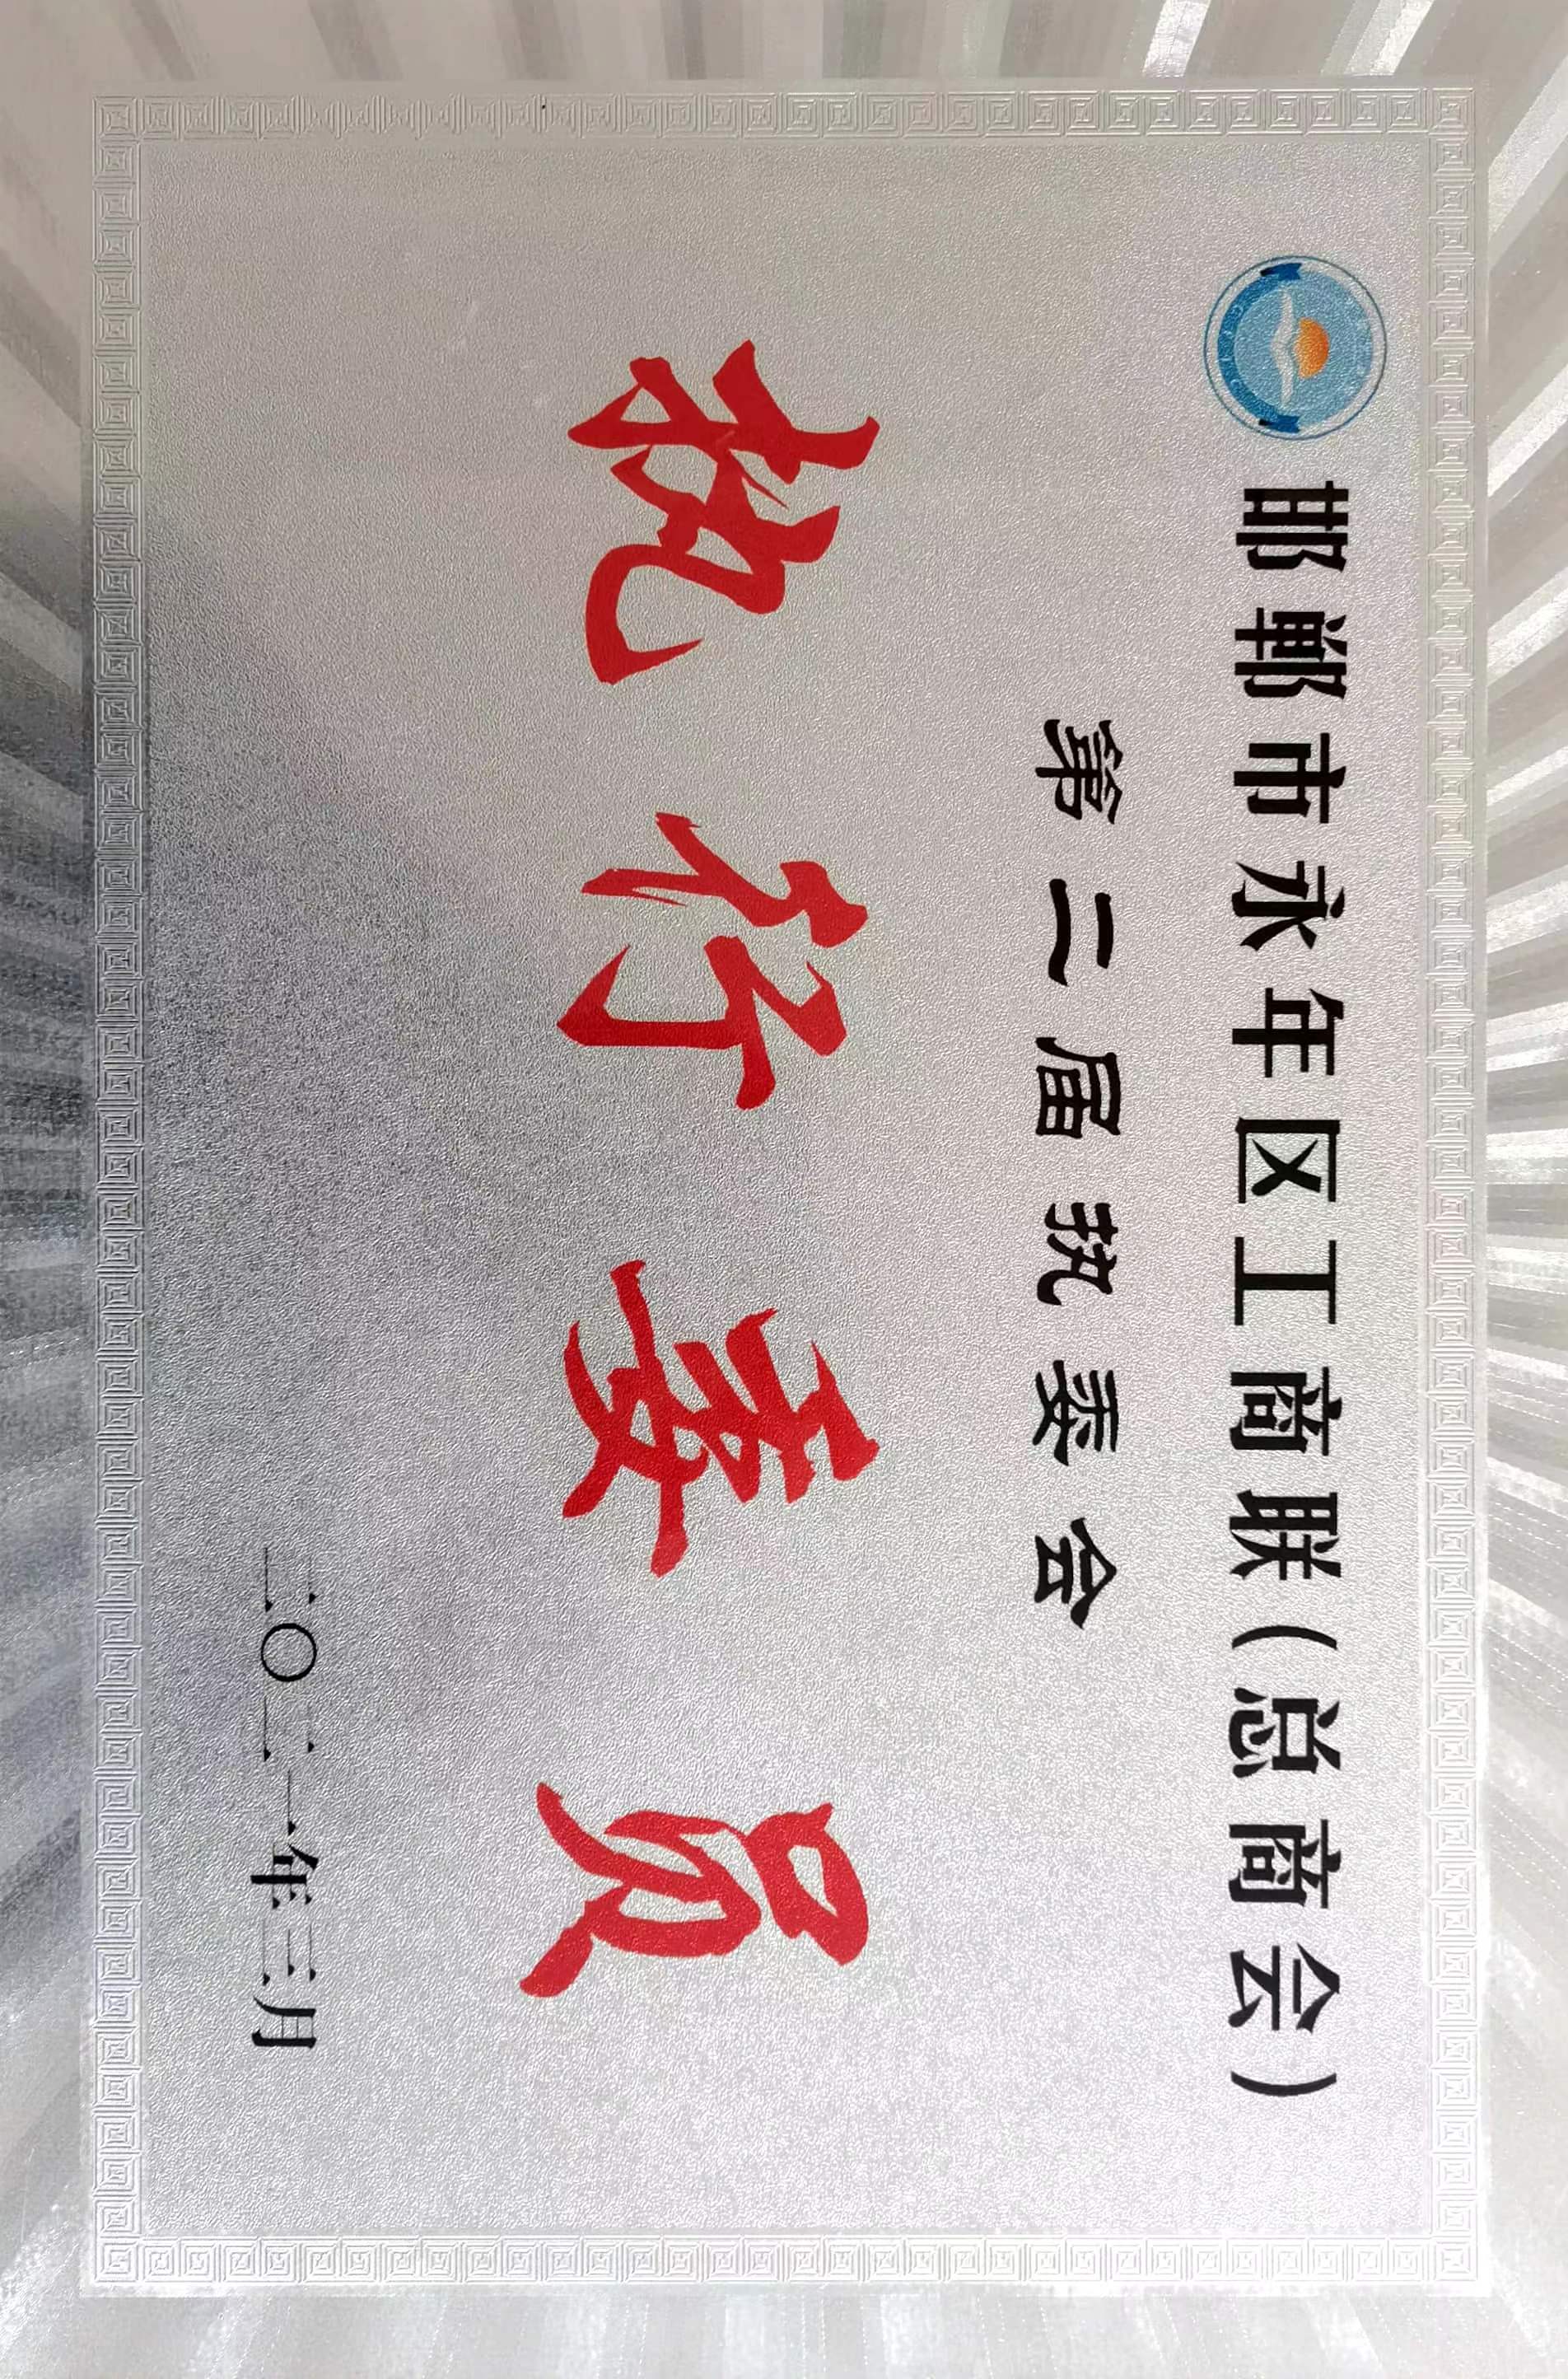 邯郸市永年区工商联(总商会)
第二届执委会
执行委员
二〇二一年三月